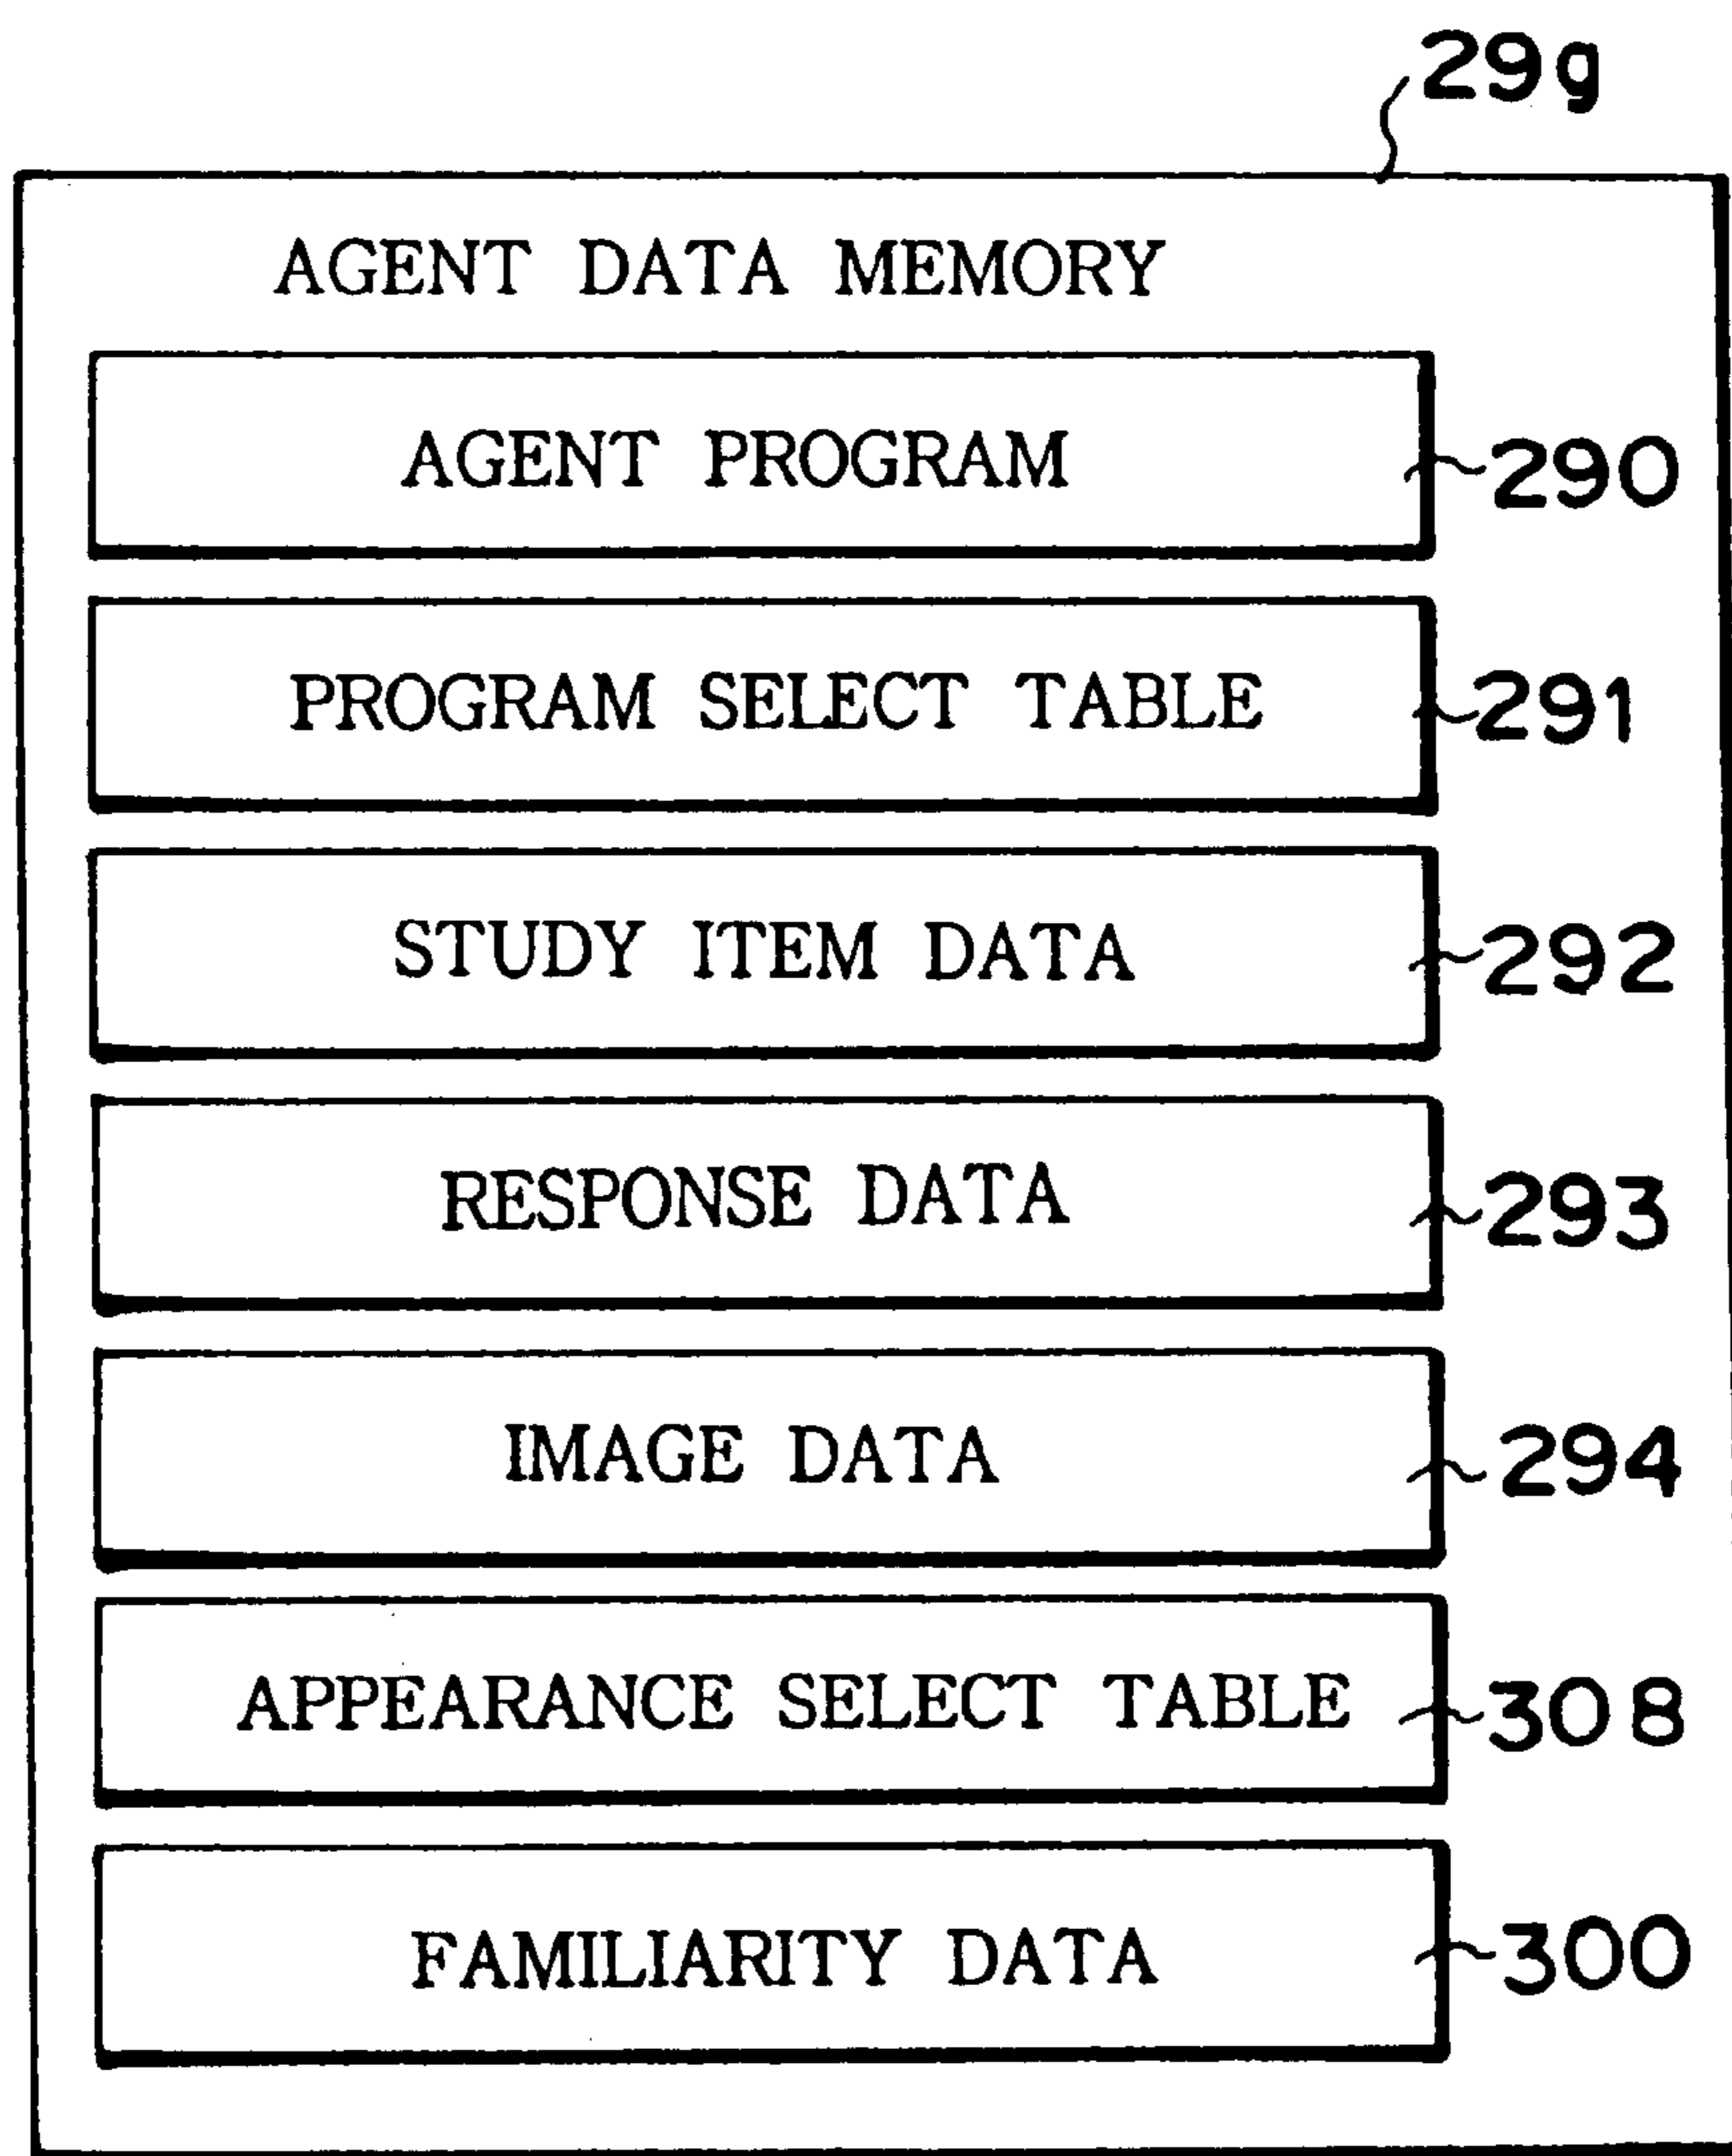 29g
AGENT DATA MEMORY
AGENT PROGRAM 290
PROGRAM SELECT TABLE 291
STUDY ITEM DATA 292
RESPONSE DATA 293
IMAGE DATA 294
APPEARANCE SELECT TABLE 308
FAMILIARITY DATA 300